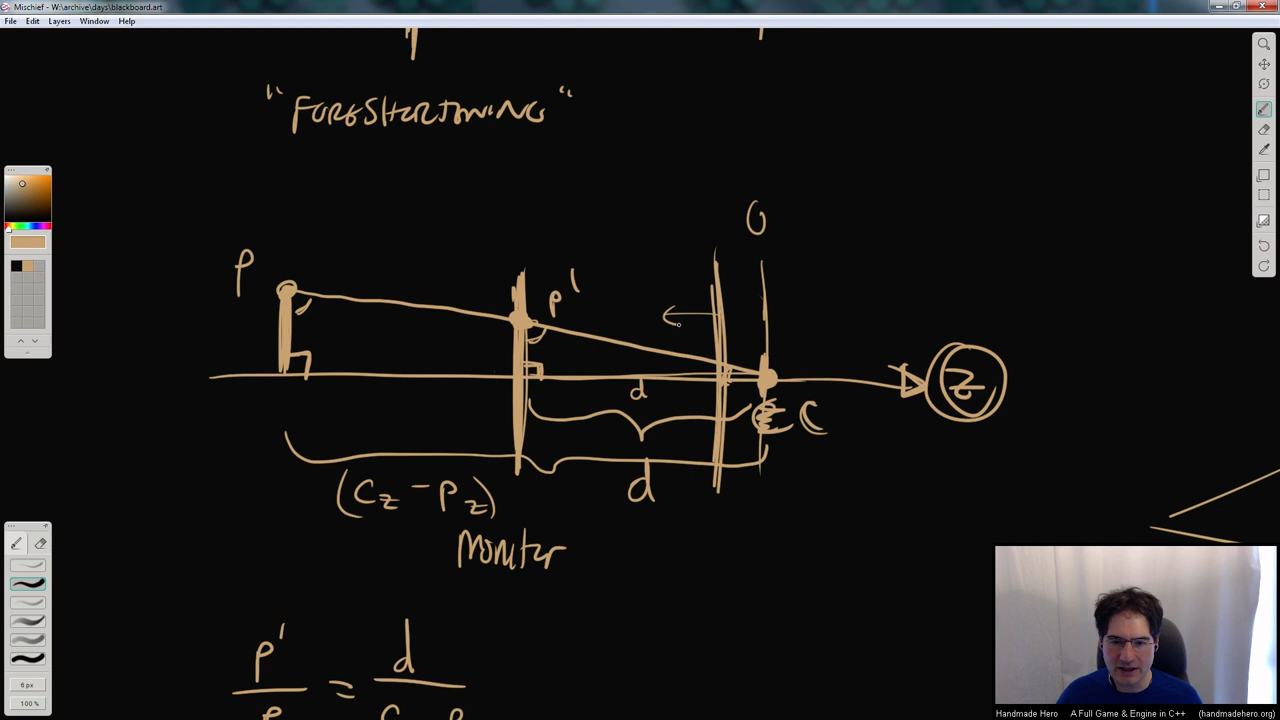 Mischief - W:\archive\days\blackboard.art
File Edit Layers Window Help
"FORESHORTENING"
O
P
P'
d
Z
C
d
(Cz - Pz)
Monitor
P' = d
6 px
100 %
Handmade Hero A Full Game & Engine in C++ (handmadehero.org)